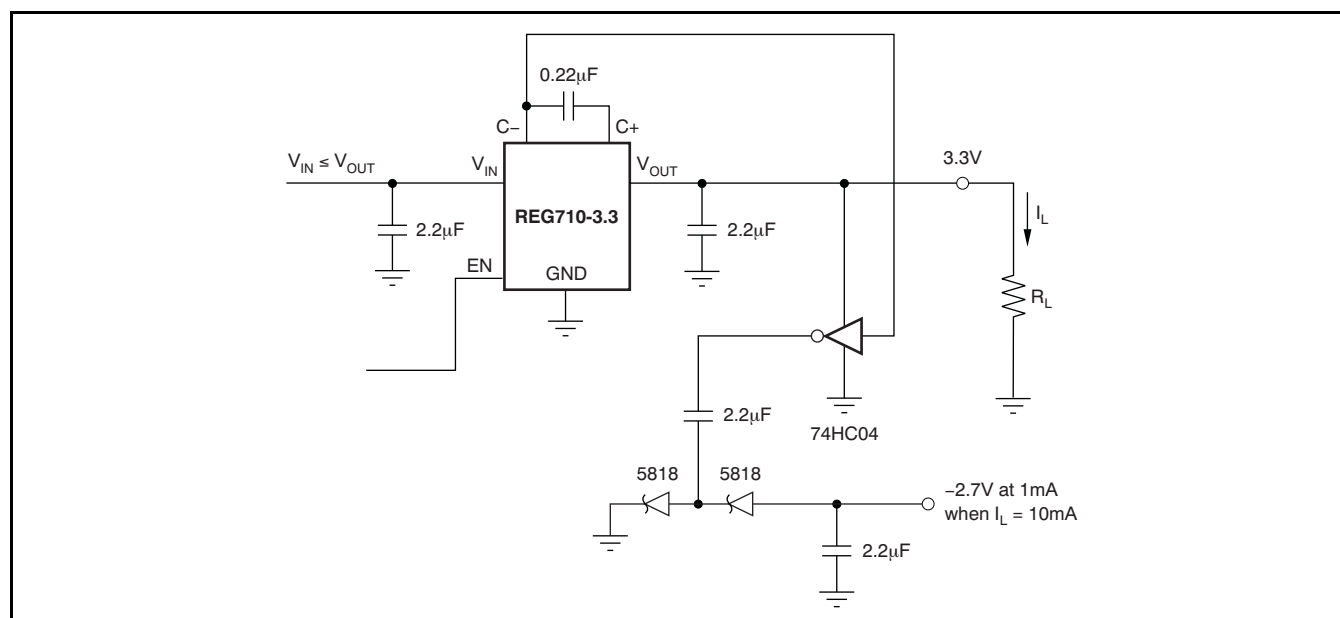 0.22μF
C− C+
V_IN ≤ V_OUT V_IN V_OUT 3.3V
REG710-3.3
2.2μF 2.2μF I_L
EN GND
R_L
2.2μF
74HC04
5818 5818
−2.7V at 1mA
when I_L = 10mA
2.2μF